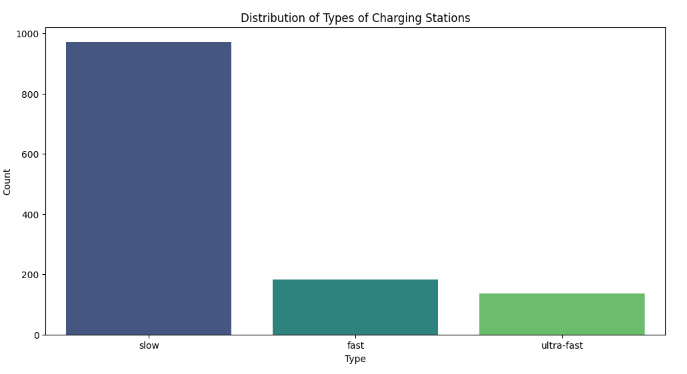 Distribution of Types of Charging Stations
1000
800
600
400
200
0
Count
slow fast ultra-fast
Type